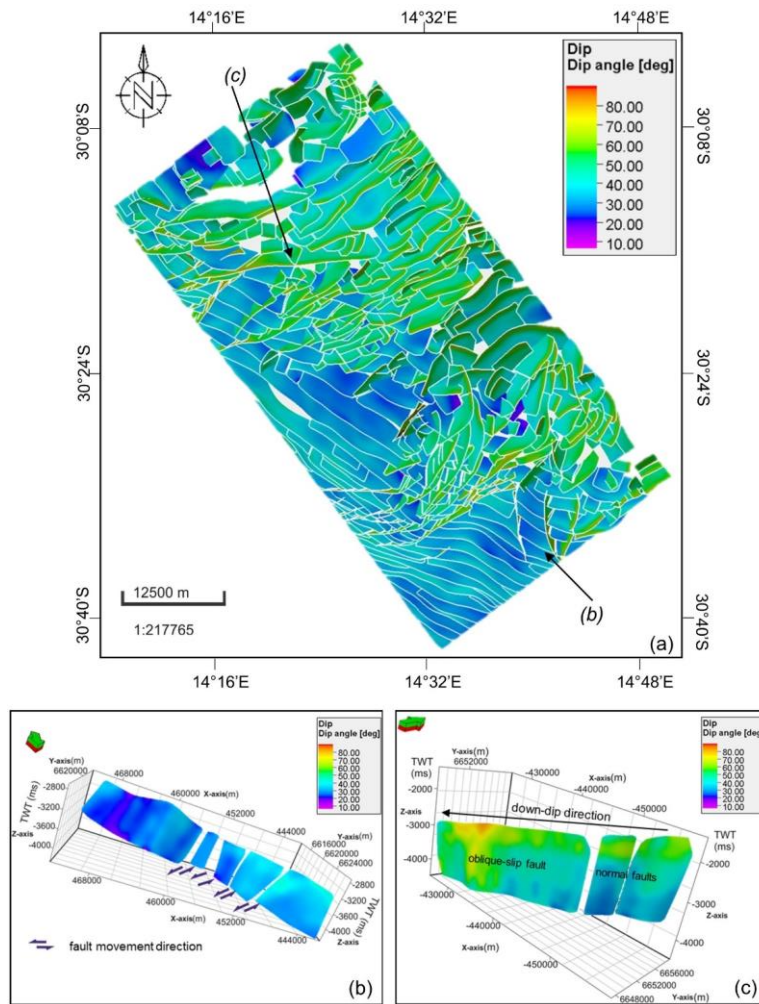 14°16’E 14°32’E 14°48’E
(c)
Dip
Dip angle [deg]
80.00
70.00
60.00
50.00
40.00
30.00
20.00
10.00
N
30°08’S
30°08’S
30°24’S
30°24’S
30°40’S
30°40’S
12500 m
1:217765
(b)
(a)
14°16’E 14°32’E 14°48’E
Dip
Dip angle [deg]
80.00
70.00
60.00
50.00
40.00
30.00
20.00
10.00
Y-axis(m)
6620000
468000
460000
X-axis(m)
452000
444000
Y-axis(m)
6616000
6620000
6624000
-2800
-3200
-3600
-4000
TWT (ms)
Z-axis
-2800
-3200
-3600
-4000
TWT (ms)
Z-axis
468000
460000
X-axis(m)
452000
444000
fault movement direction
(b)
Dip
Dip angle [deg]
80.00
70.00
60.00
50.00
40.00
30.00
20.00
10.00
Y-axis(m)
6652000
TWT
(ms)
-2000
Z-axis
-3000
-4000
-430000
X-axis(m)
-440000
-450000
down-dip direction
oblique-slip fault
normal faults
TWT
(ms)
-2000
-3000
Z-axis
-4000
-430000
-440000
X-axis(m)
-450000
6656000
6652000
6648000
Y-axis(m)
(c)